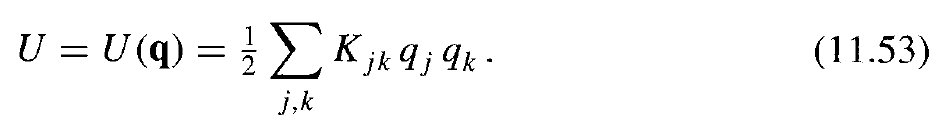 U = U(𝐪) = ½ ∑_{j,k} K_{jk} q_j q_k . (11.53)